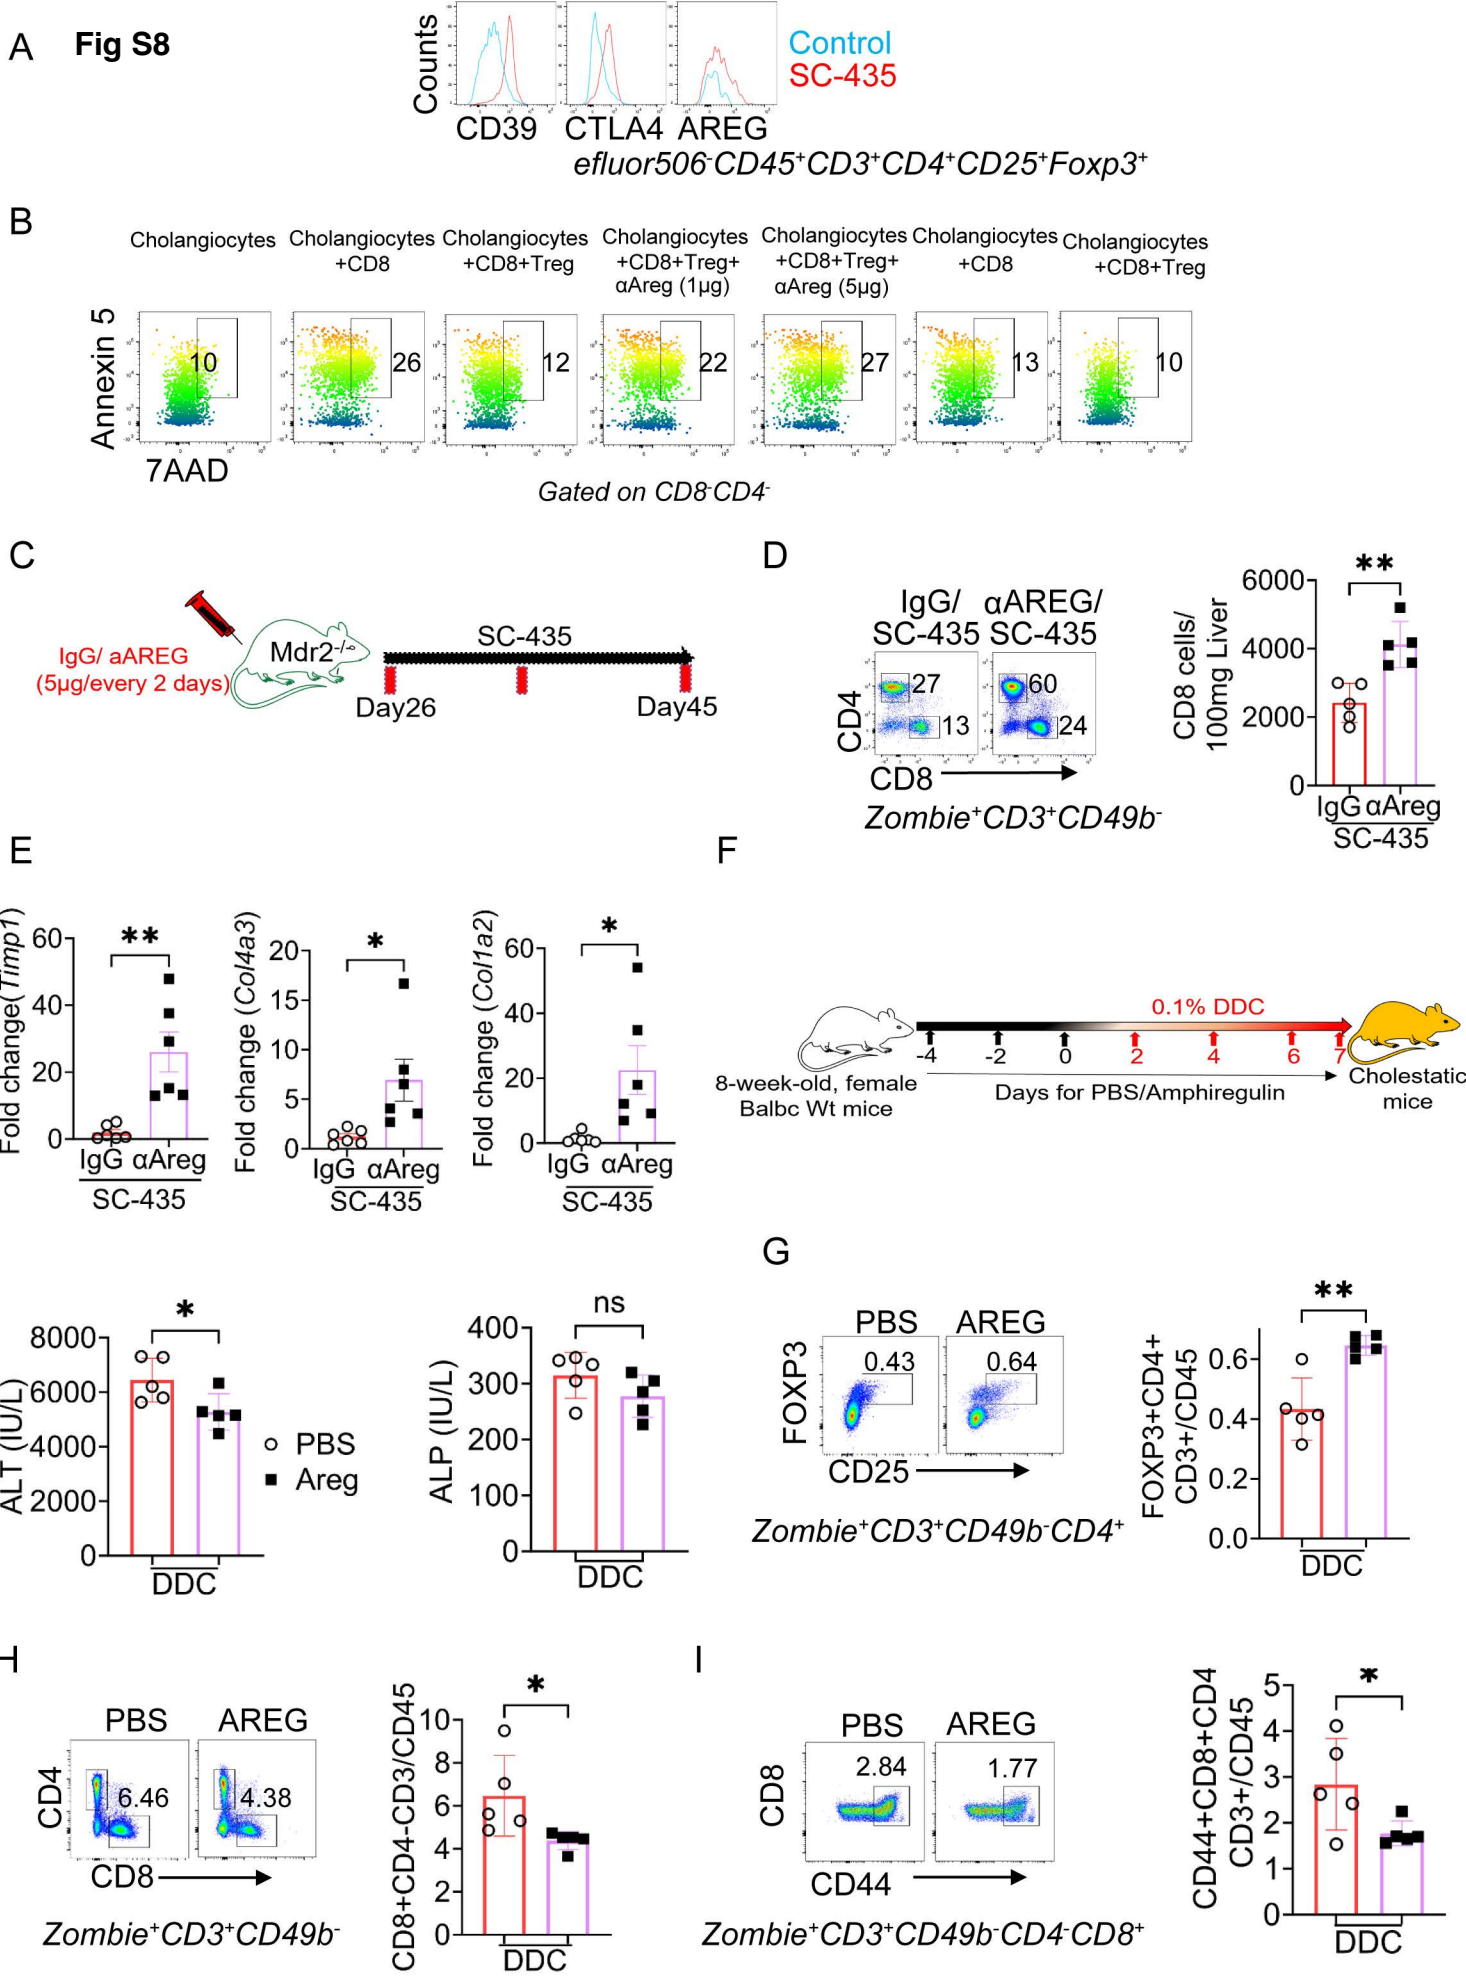 A Fig S8
Counts
CD39 CTLA4 AREG
Control
SC-435
efluor506⁻CD45⁺CD3⁺CD4⁺CD25⁺Foxp3⁺
B
Cholangiocytes
Cholangiocytes
+CD8
Cholangiocytes
+CD8+Treg
Cholangiocytes
+CD8+Treg+
αAreg (1μg)
Cholangiocytes
+CD8+Treg+
αAreg (5μg)
Cholangiocytes
+CD8
Cholangiocytes
+CD8+Treg
Annexin 5
10 26 12 22 27 13 10
7AAD
Gated on CD8⁻CD4⁻
C
IgG/ aAREG
(5μg/every 2 days)
Mdr2⁻/⁻
SC-435
Day26 Day45
D
IgG/
SC-435
αAREG/
SC-435
CD4
27 60
13 24
CD8
Zombie⁺CD3⁺CD49b⁻
CD8 cells/
100mg Liver
**
6000
4000
2000
0
IgG αAreg
SC-435
E
Fold change(Timp1)
**
60
40
20
0
IgG αAreg
SC-435
Fold change (Col4a3)
*
20
15
10
5
0
IgG αAreg
SC-435
Fold change (Col1a2)
*
60
40
20
0
IgG αAreg
SC-435
F
0.1% DDC
-4 -2 0 2 4 6 7
8-week-old, female
Balbc Wt mice
Days for PBS/Amphiregulin
Cholestatic
mice
ALT (IU/L)
*
8000
6000
4000
2000
0
DDC
PBS
Areg
ALP (IU/L)
ns
400
300
200
100
0
DDC
G
PBS AREG
FOXP3
0.43 0.64
CD25
Zombie⁺CD3⁺CD49b⁻CD4⁺
FOXP3+CD4+
CD3+/CD45
**
0.6
0.4
0.2
0.0
DDC
H
PBS AREG
CD4
6.46 4.38
CD8
Zombie⁺CD3⁺CD49b⁻
CD8+CD4-CD3/CD45
*
10
8
6
4
2
0
DDC
I
PBS AREG
CD8
2.84 1.77
CD44
Zombie⁺CD3⁺CD49b⁻CD4⁻CD8⁺
CD44+CD8+CD4
CD3+/CD45
*
5
4
3
2
1
0
DDC